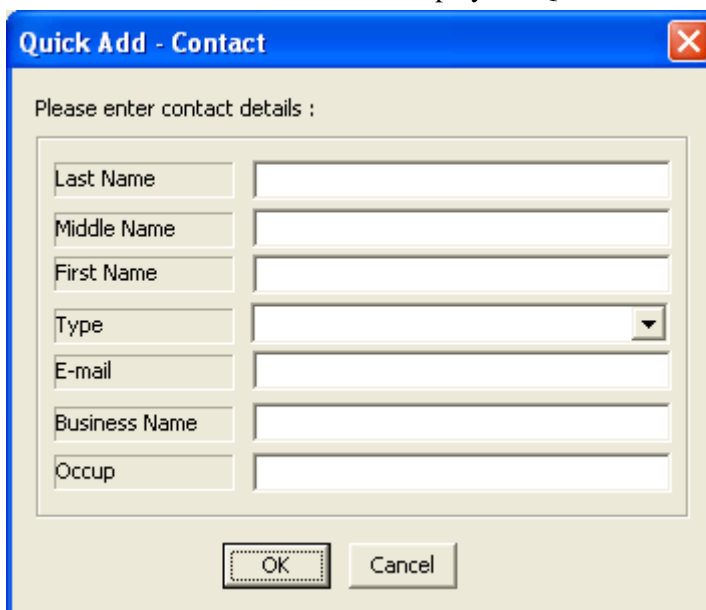 Quick Add - Contact
Please enter contact details :
Last Name
Middle Name
First Name
Type
E-mail
Business Name
Occup
OK Cancel